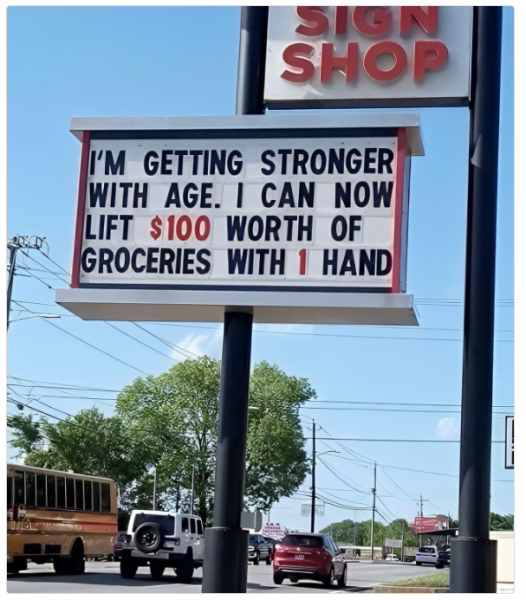 SIGN
SHOP
I'M GETTING STRONGER
WITH AGE. I CAN NOW
LIFT $100 WORTH OF
GROCERIES WITH 1 HAND